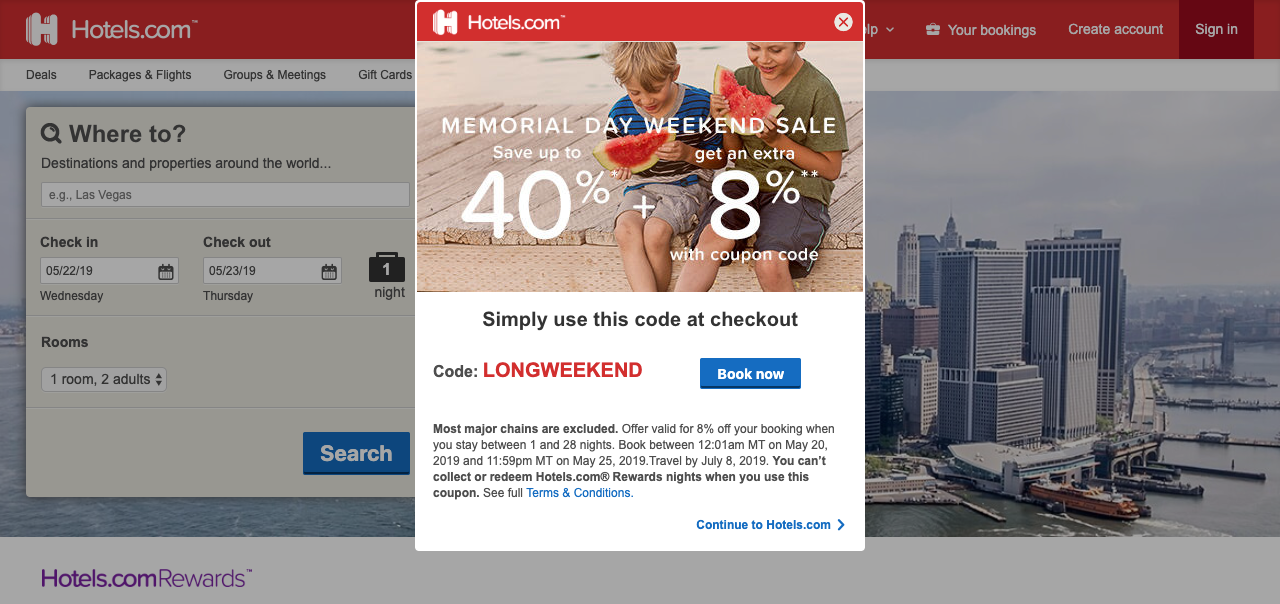 Hotels.com™
Your bookings
Create account
Sign in
Deals
Packages & Flights
Groups & Meetings
Gift Cards
Where to?
Destinations and properties around the world...
e.g., Las Vegas
Check in
Check out
05/22/19
05/23/19
1
night
Wednesday
Thursday
Rooms
1 room, 2 adults
Search
Hotels.com™
MEMORIAL DAY WEEKEND SALE
Save up to
get an extra
40%* + 8%**
with coupon code
Simply use this code at checkout
Code: LONGWEEKEND
Book now
Most major chains are excluded. Offer valid for 8% off your booking when
you stay between 1 and 28 nights. Book between 12:01am MT on May 20,
2019 and 11:59pm MT on May 25, 2019.Travel by July 8, 2019. You can't
collect or redeem Hotels.com® Rewards nights when you use this
coupon. See full Terms & Conditions.
Continue to Hotels.com
Hotels.com Rewards™